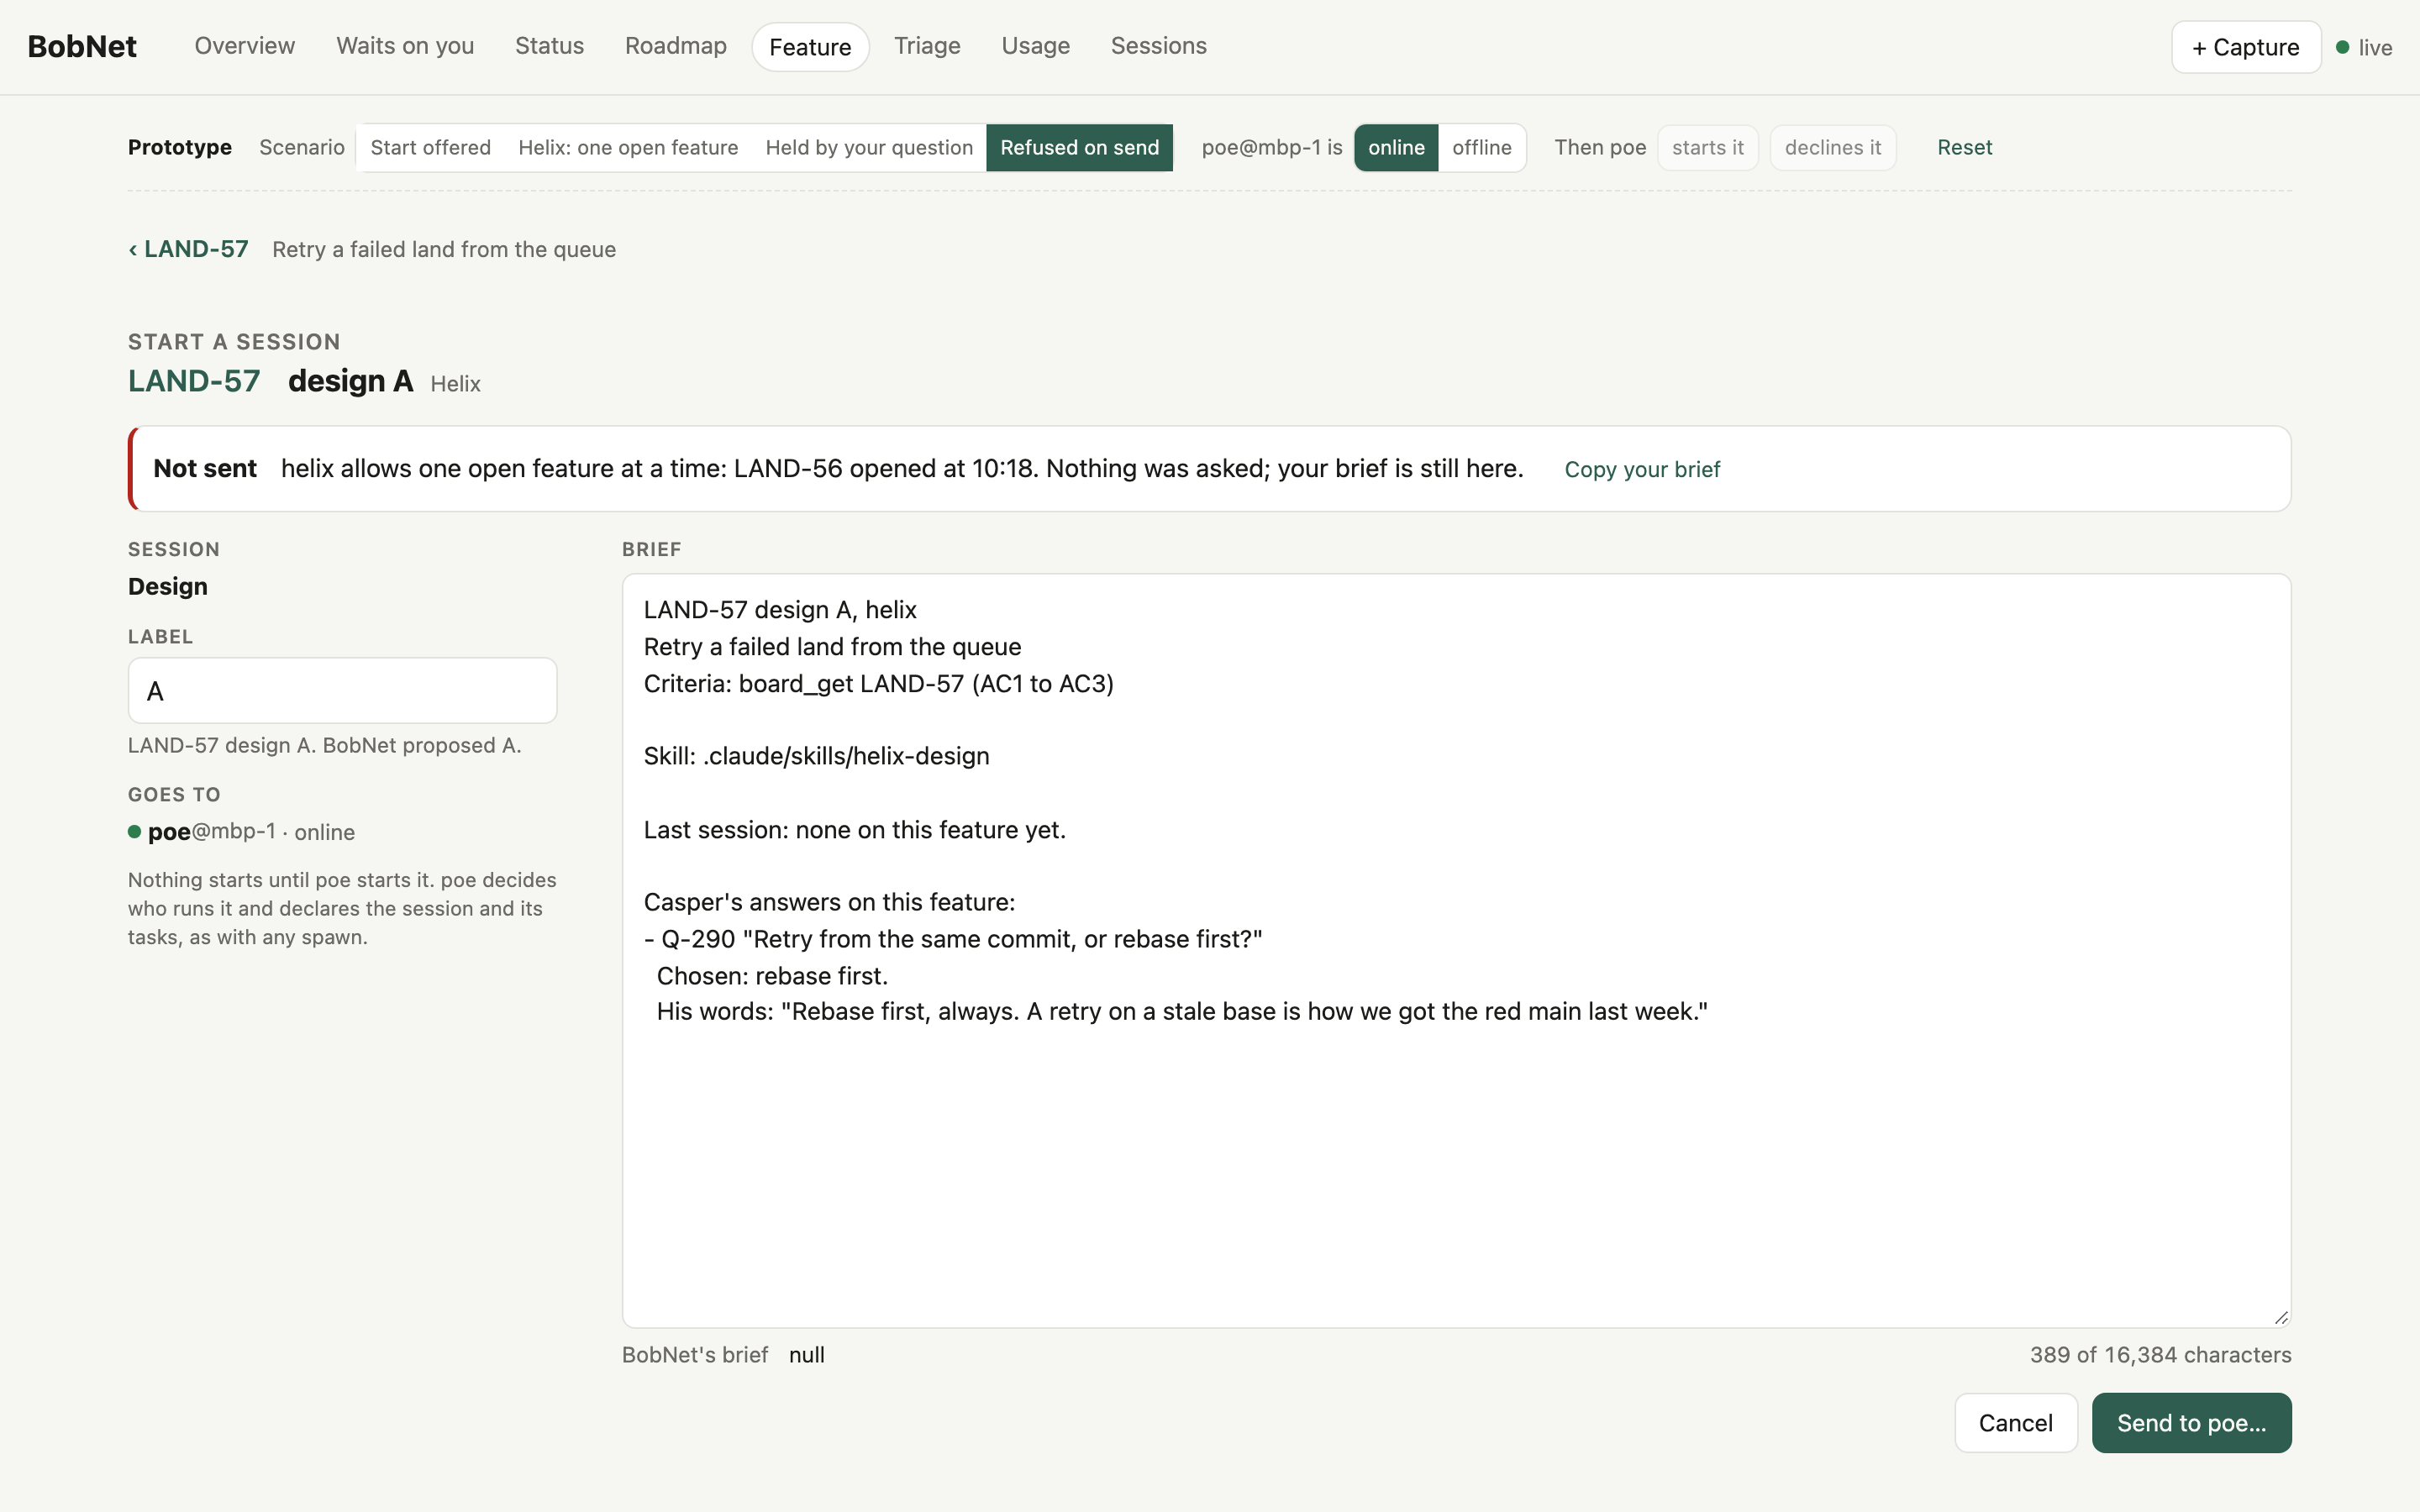 BobNet Overview Waits on you Status Roadmap Feature Triage Usage Sessions + Capture live
Prototype Scenario Start offered Helix: one open feature Held by your question Refused on send poe@mbp-1 is online offline Then poe starts it declines it Reset
‹ LAND-57 Retry a failed land from the queue
START A SESSION
LAND-57 design A Helix
Not sent helix allows one open feature at a time: LAND-56 opened at 10:18. Nothing was asked; your brief is still here. Copy your brief
SESSION
Design
LABEL
A
LAND-57 design A. BobNet proposed A.
GOES TO
poe@mbp-1 · online
Nothing starts until poe starts it. poe decides
who runs it and declares the session and its
tasks, as with any spawn.
BRIEF
LAND-57 design A, helix
Retry a failed land from the queue
Criteria: board_get LAND-57 (AC1 to AC3)
Skill: .claude/skills/helix-design
Last session: none on this feature yet.
Casper's answers on this feature:
- Q-290 "Retry from the same commit, or rebase first?"
Chosen: rebase first.
His words: "Rebase first, always. A retry on a stale base is how we got the red main last week."
BobNet's brief null 389 of 16,384 characters
Cancel Send to poe...